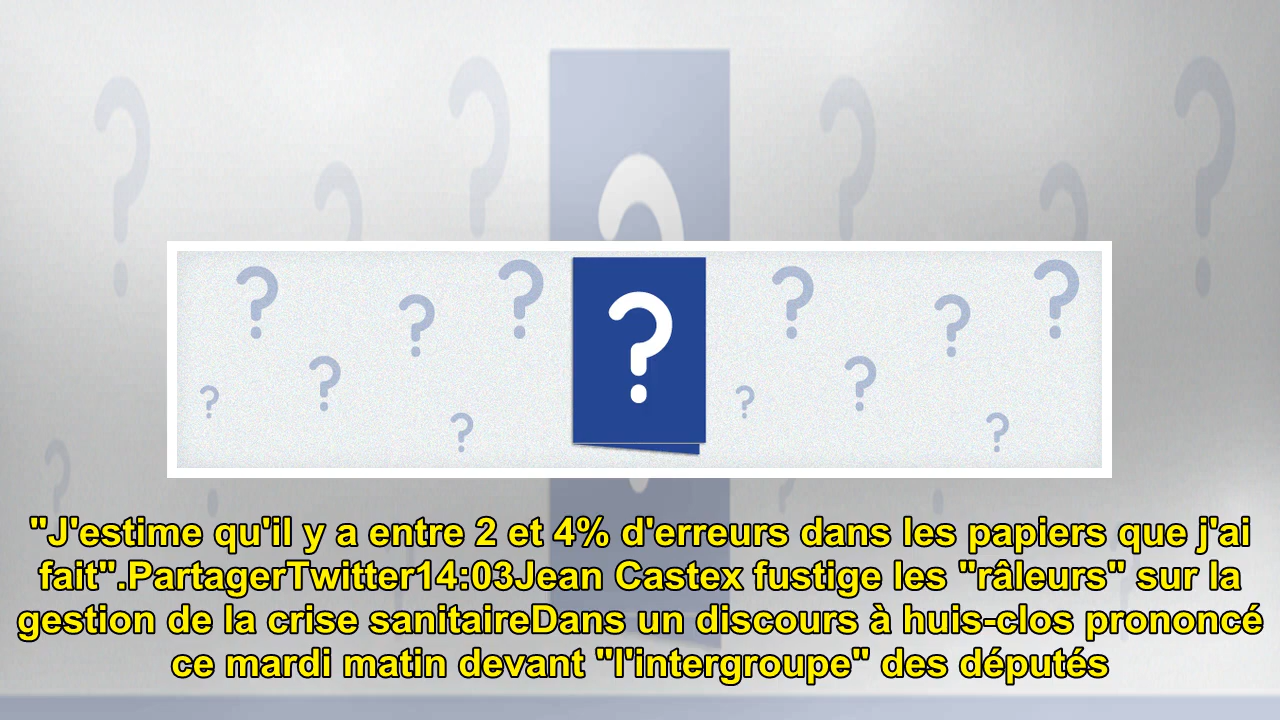 "J'estime qu'il y a entre 2 et 4% d'erreurs dans les papiers que j'ai
fait".PartagerTwitter14:03Jean Castex fustige les "râleurs" sur la
gestion de la crise sanitaireDans un discours à huis-clos prononcé
ce mardi matin devant "l'intergroupe" des députés